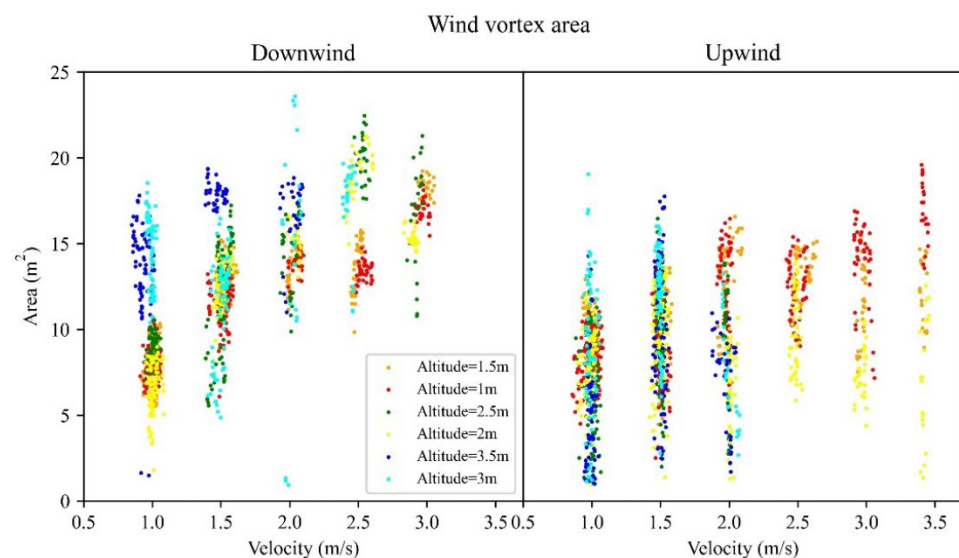 Wind vortex area
Downwind
Upwind
25
20
15
10
5
0
Area (m²)
Altitude=1.5m
Altitude=1m
Altitude=2.5m
Altitude=2m
Altitude=3.5m
Altitude=3m
0.5 1.0 1.5 2.0 2.5 3.0 3.5
0.5 1.0 1.5 2.0 2.5 3.0 3.5
Velocity (m/s)
Velocity (m/s)